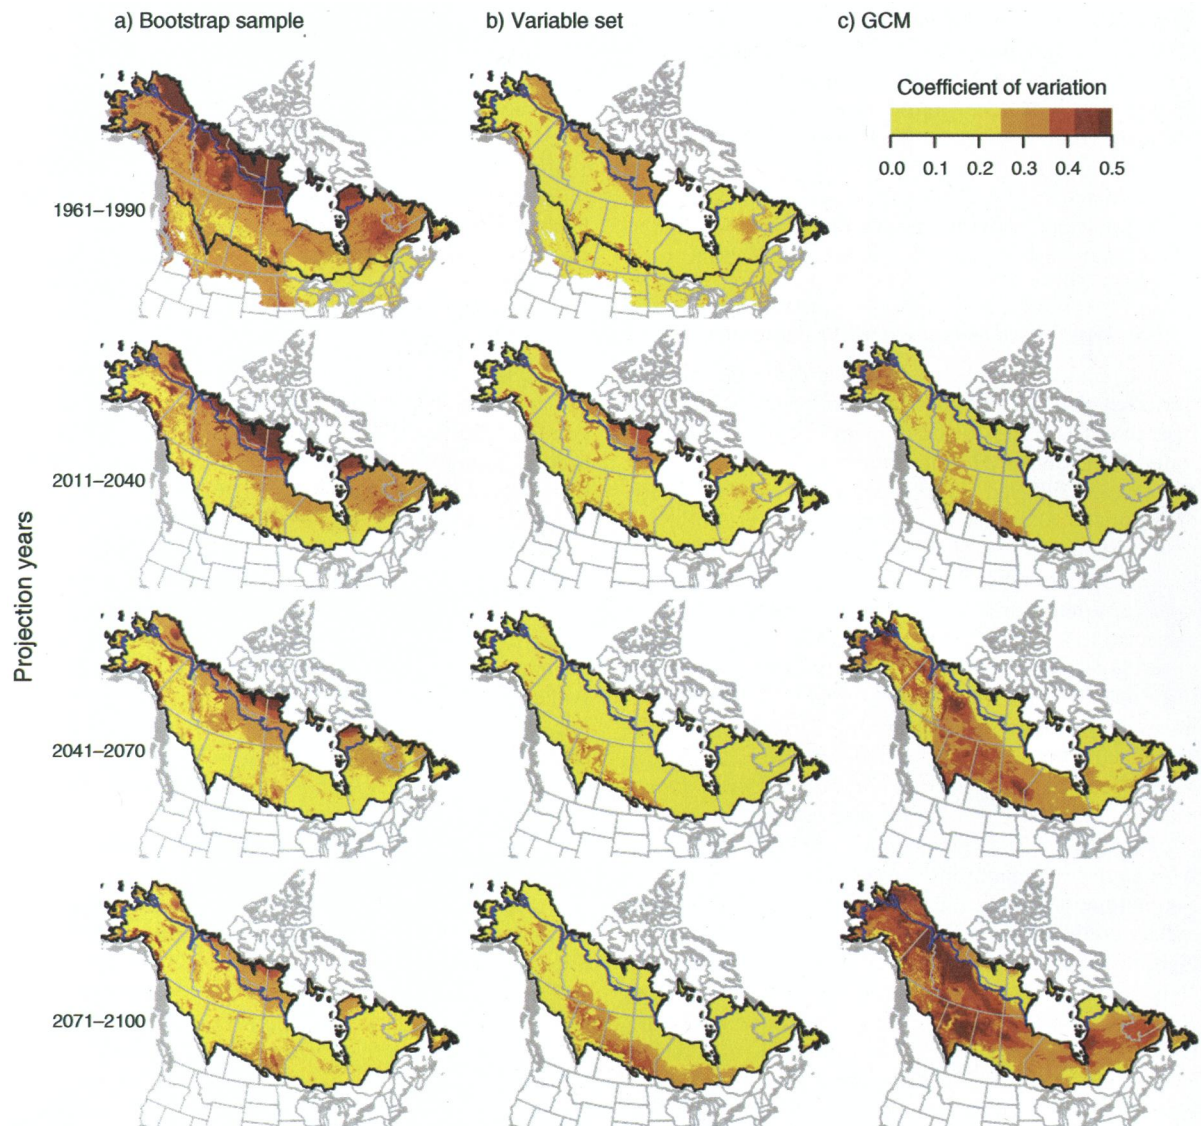 a) Bootstrap sample
b) Variable set
c) GCM
Coefficient of variation
0.0 0.1 0.2 0.3 0.4 0.5
1961–1990
2011–2040
2041–2070
2071–2100
Projection years